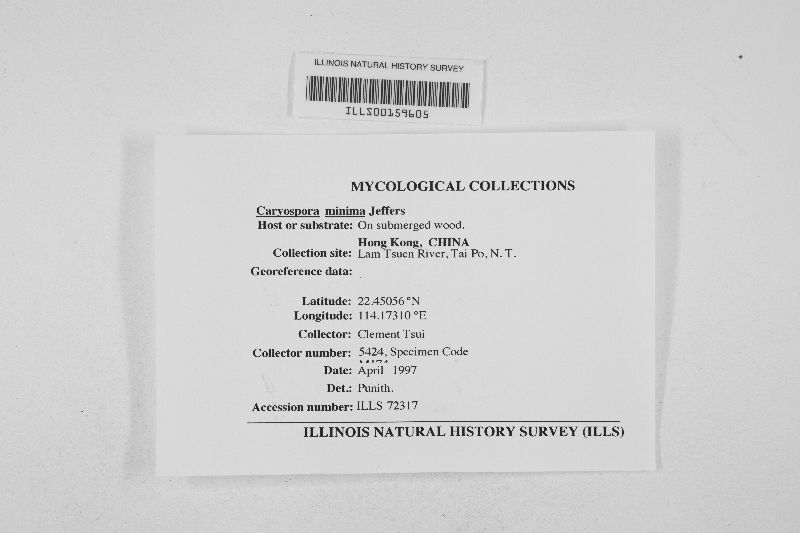 ILLINOIS NATURAL HISTORY SURVEY
ILLS00159605
MYCOLOGICAL COLLECTIONS
Caryospora minima Jeffers
Host or substrate: On submerged wood.
Hong Kong, CHINA
Collection site: Lam Tsuen River, Tai Po, N. T.
Georeference data:
Latitude: 22.45056 °N
Longitude: 114.17310 °E
Collector: Clement Tsui
Collector number: 5424, Specimen Code
Date: April 1997
Det.: Punith.
Accession number: ILLS 72317
ILLINOIS NATURAL HISTORY SURVEY (ILLS)